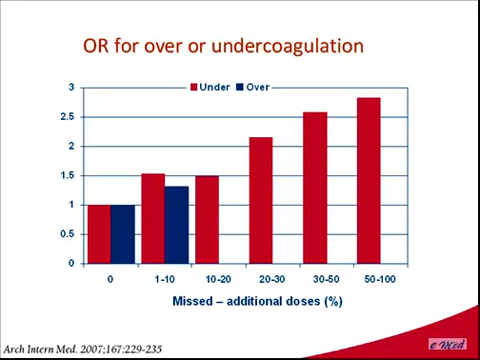 OR for over or undercoagulation
Under Over
3
2.5
2
1.5
1
0.5
0
0 1-10 10-20 20-30 30-50 50-100
Missed – additional doses (%)
Arch Intern Med. 2007;167:229-235
e Med